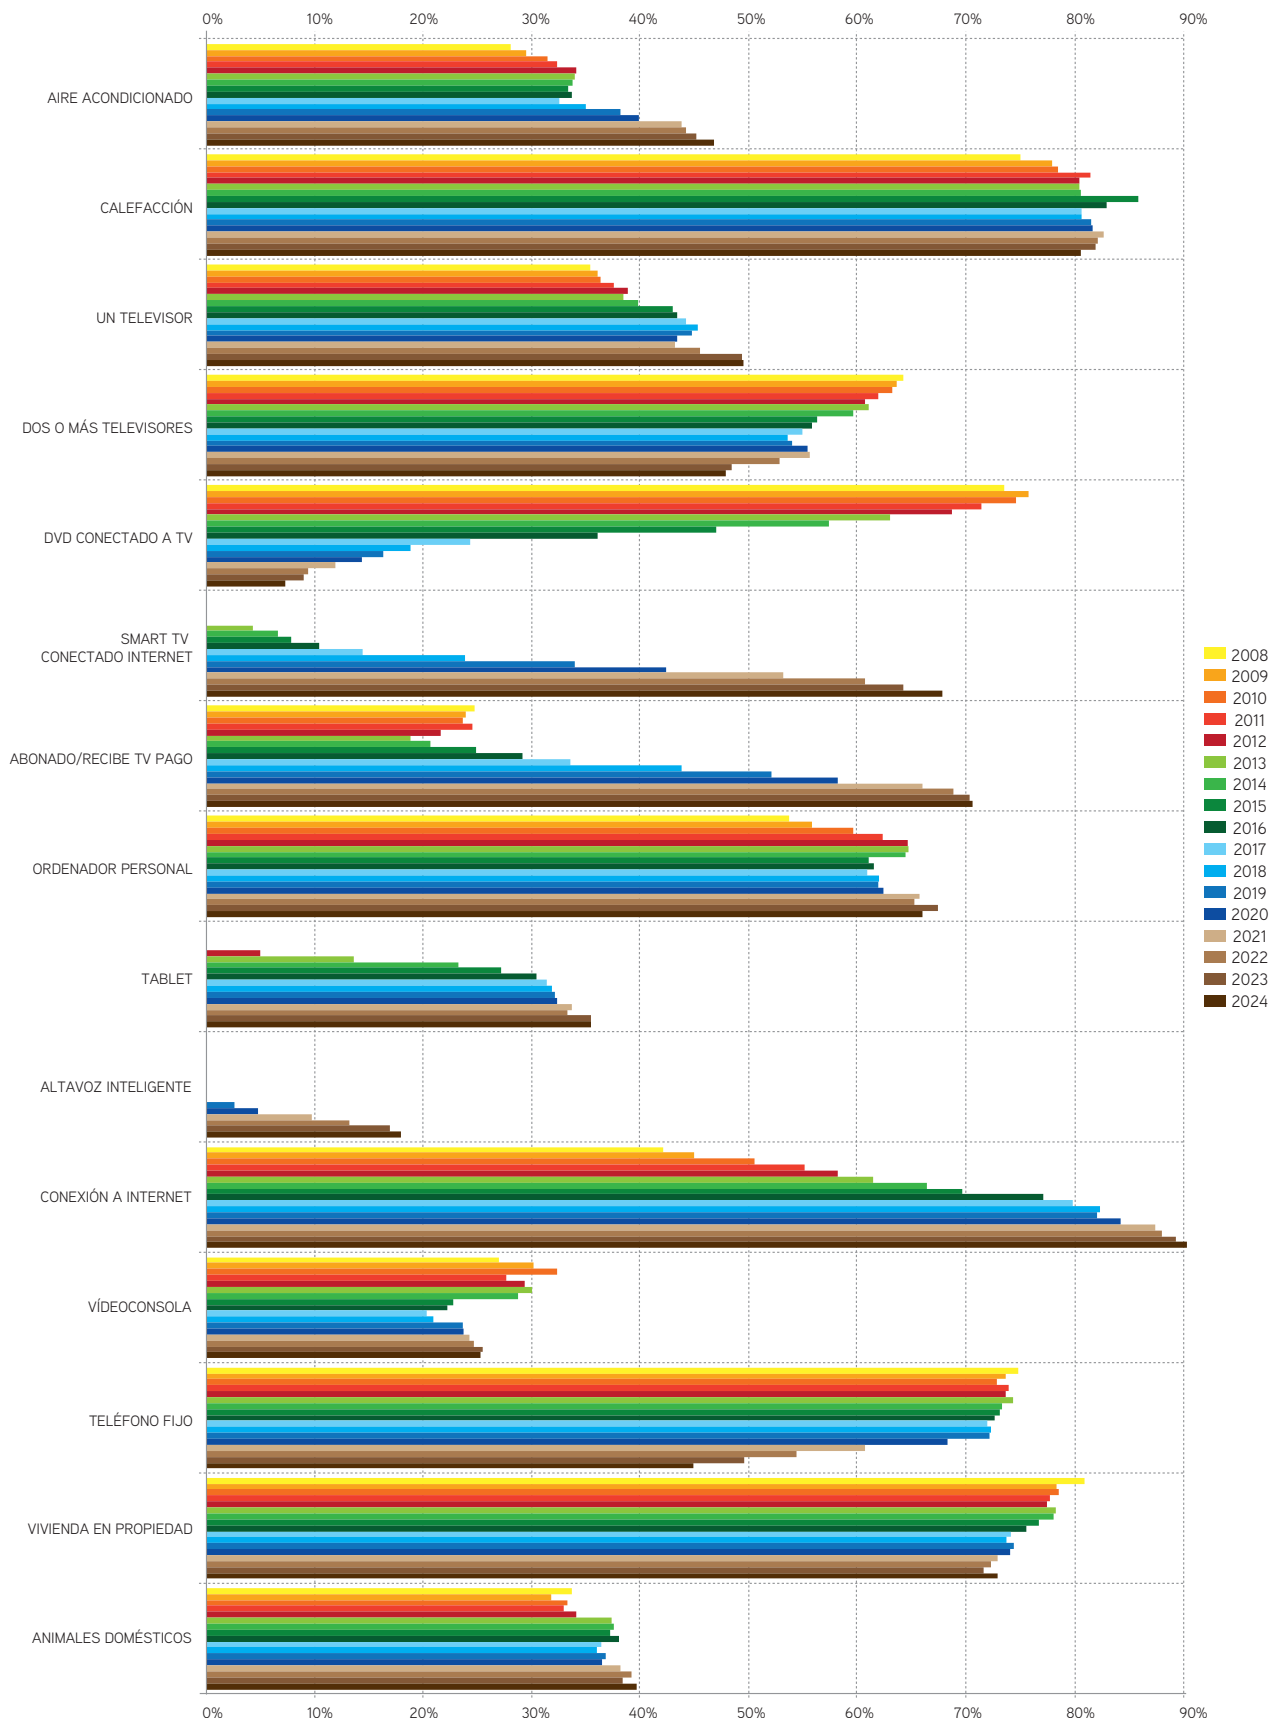 0% 10% 20% 30% 40% 50% 60% 70% 80% 90%
AIRE ACONDICIONADO
CALEFACCIÓN
UN TELEVISOR
DOS O MÁS TELEVISORES
DVD CONECTADO A TV
SMART TV
CONECTADO INTERNET
ABONADO/RECIBE TV PAGO
ORDENADOR PERSONAL
TABLET
ALTAVOZ INTELIGENTE
CONEXIÓN A INTERNET
VÍDEOCONSOLA
TELÉFONO FIJO
VIVIENDA EN PROPIEDAD
ANIMALES DOMÉSTICOS
0% 10% 20% 30% 40% 50% 60% 70% 80% 90%
2008
2009
2010
2011
2012
2013
2014
2015
2016
2017
2018
2019
2020
2021
2022
2023
2024